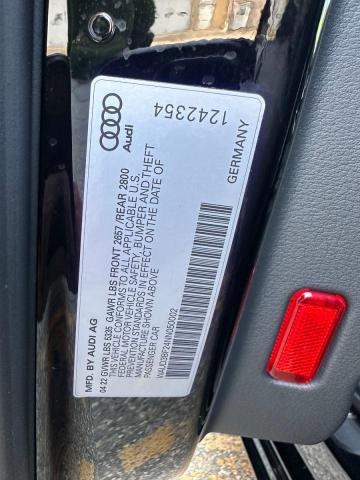 Audi
1242354
MFD. BY AUDI AG
GERMANY
04.22 GVWR LBS 5335 GAWR LBS FRONT 2657/REAR 2800
THIS VEHICLE CONFORMS TO ALL APPLICABLE U.S.
FEDERAL MOTOR VEHICLE SAFETY, BUMPER AND THEFT
PREVENTION STANDARDS IN EFFECT ON THE DATE OF
MANUFACTURE SHOWN ABOVE
PASSENGER CAR